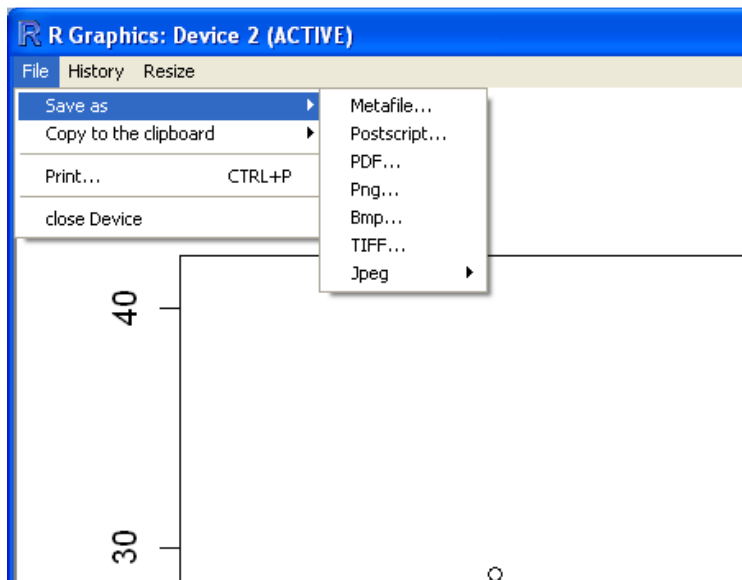 R R Graphics: Device 2 (ACTIVE)
File History Resize
Save as
Copy to the clipboard
Print... CTRL+P
close Device
Metafile...
Postscript...
PDF...
Png...
Bmp...
TIFF...
Jpeg
40
30